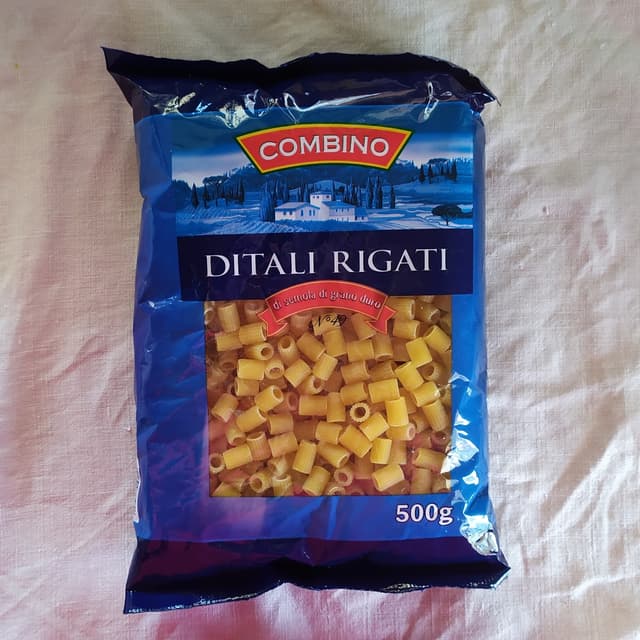 COMBINO
DITALI RIGATI
di semola di grano duro
500g